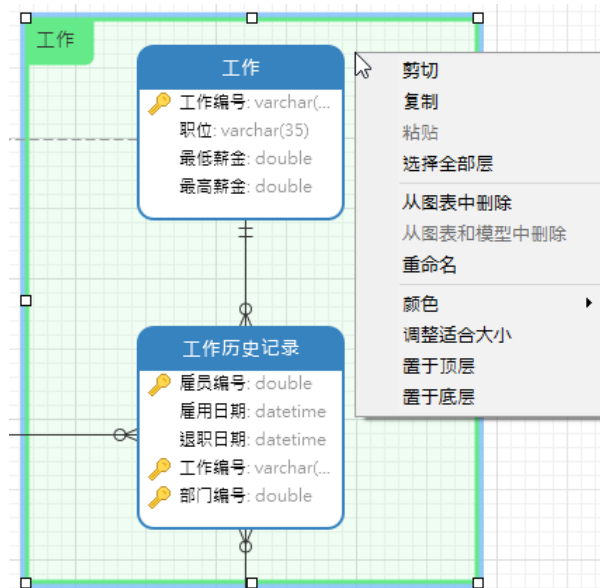 工作
工作
工作编号: varchar(...
职位: varchar(35)
最低薪金: double
最高薪金: double
工作历史记录
雇员编号: double
雇用日期: datetime
退职日期: datetime
工作编号: varchar(...
部门编号: double
剪切
复制
粘贴
选择全部层
从图表中删除
从图表和模型中删除
重命名
颜色
调整适合大小
置于顶层
置于底层